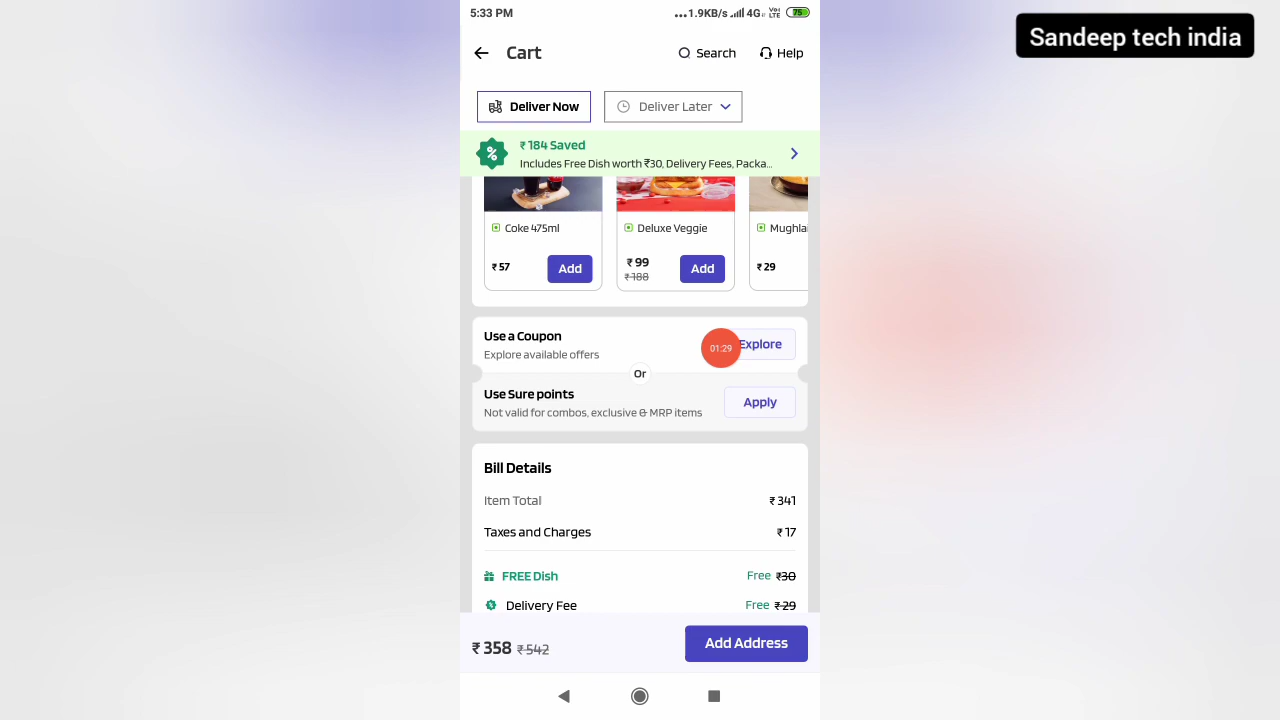 5:33 PM
...1.9KB/s 4G Vo) LTE 75
Sandeep tech india
Cart
Search
Help
Deliver Now
Deliver Later
₹ 184 Saved
Includes Free Dish worth ₹30, Delivery Fees, Packa...
Coke 475ml
Deluxe Veggie
Mughla
₹ 57
Add
₹ 99
₹ 188
Add
₹ 29
Use a Coupon
Explore available offers
01:29
Explore
Or
Use Sure points
Not valid for combos, exclusive & MRP items
Apply
Bill Details
Item Total ₹ 341
Taxes and Charges ₹ 17
FREE Dish Free ₹30
Delivery Fee Free ₹ 29
₹ 358 ₹ 542
Add Address